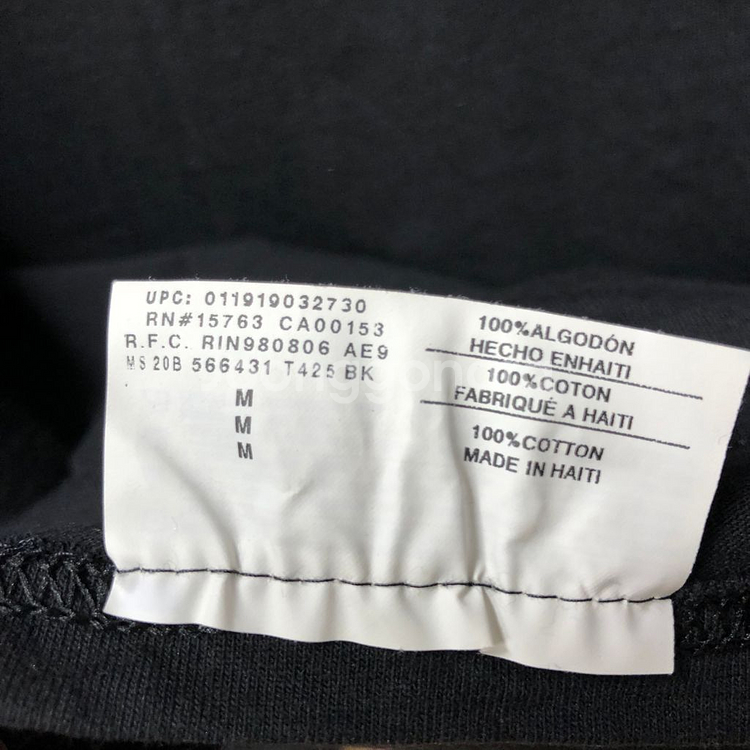 UPC: 011919032730
RN#15763 CA00153
R.F.C. RIN980806 AE9
MS 20B 566431 T425 BK
M
M
M
100%ALGODÓN
HECHO ENHAITI
100%COTON
FABRIQUÉ A HAITI
100%COTTON
MADE IN HAITI